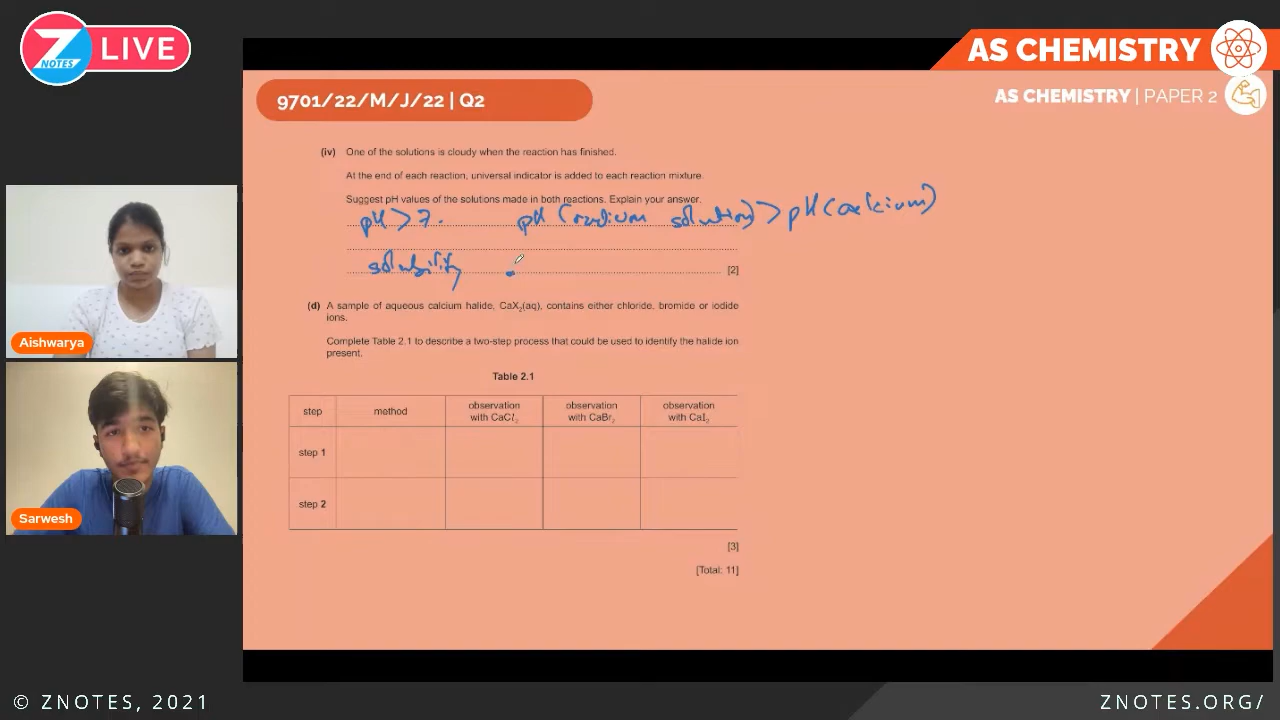 Z
NOTES
LIVE
AS CHEMISTRY
9701/22/M/J/22 | Q2
AS CHEMISTRY | PAPER 2
(iv) One of the solutions is cloudy when the reaction has finished.
At the end of each reaction, universal indicator is added to each reaction mixture.
Suggest pH values of the solutions made in both reactions. Explain your answer.
pH > 7. pH (sodium solution) > pH (calcium)
solubility
[2]
(d) A sample of aqueous calcium halide, CaX₂(aq), contains either chloride, bromide or iodide
ions.
Complete Table 2.1 to describe a two-step process that could be used to identify the halide ion
present.
Table 2.1
step method observation with CaCl₂ observation with CaBr₂ observation with CaI₂
step 1
step 2
[3]
[Total: 11]
Aishwarya
Sarwesh
© ZNOTES, 2021
ZNOTES.ORG/